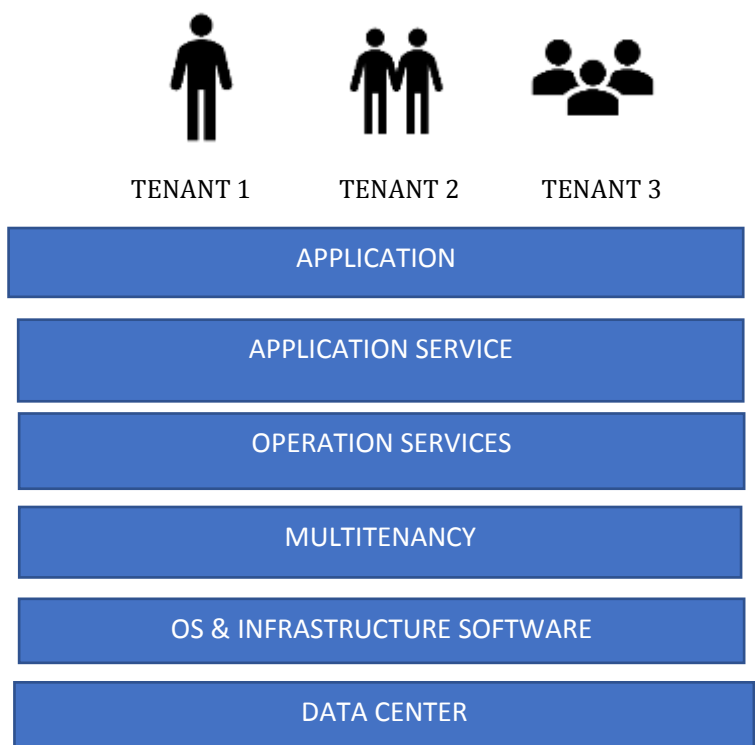 TENANT 1 TENANT 2 TENANT 3
APPLICATION
APPLICATION SERVICE
OPERATION SERVICES
MULTITENANCY
OS & INFRASTRUCTURE SOFTWARE
DATA CENTER